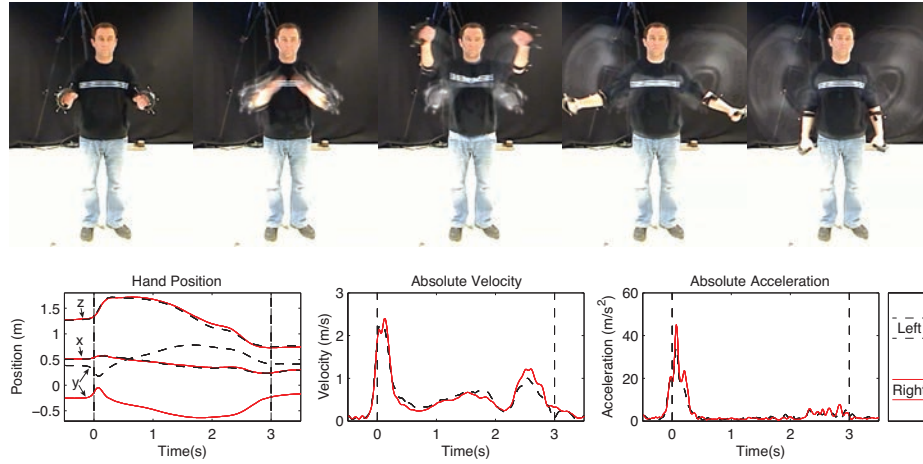 Hand Position
Absolute Velocity
Absolute Acceleration
Position (m)
1.5
1.0
0.5
0
−0.5
z
x
y
0
1
2
3
Time(s)
Velocity (m/s)
3
2
1
0
0
1
2
3
Time(s)
Acceleration (m/s²)
60
40
20
0
0
1
2
3
Time(s)
Left
Right